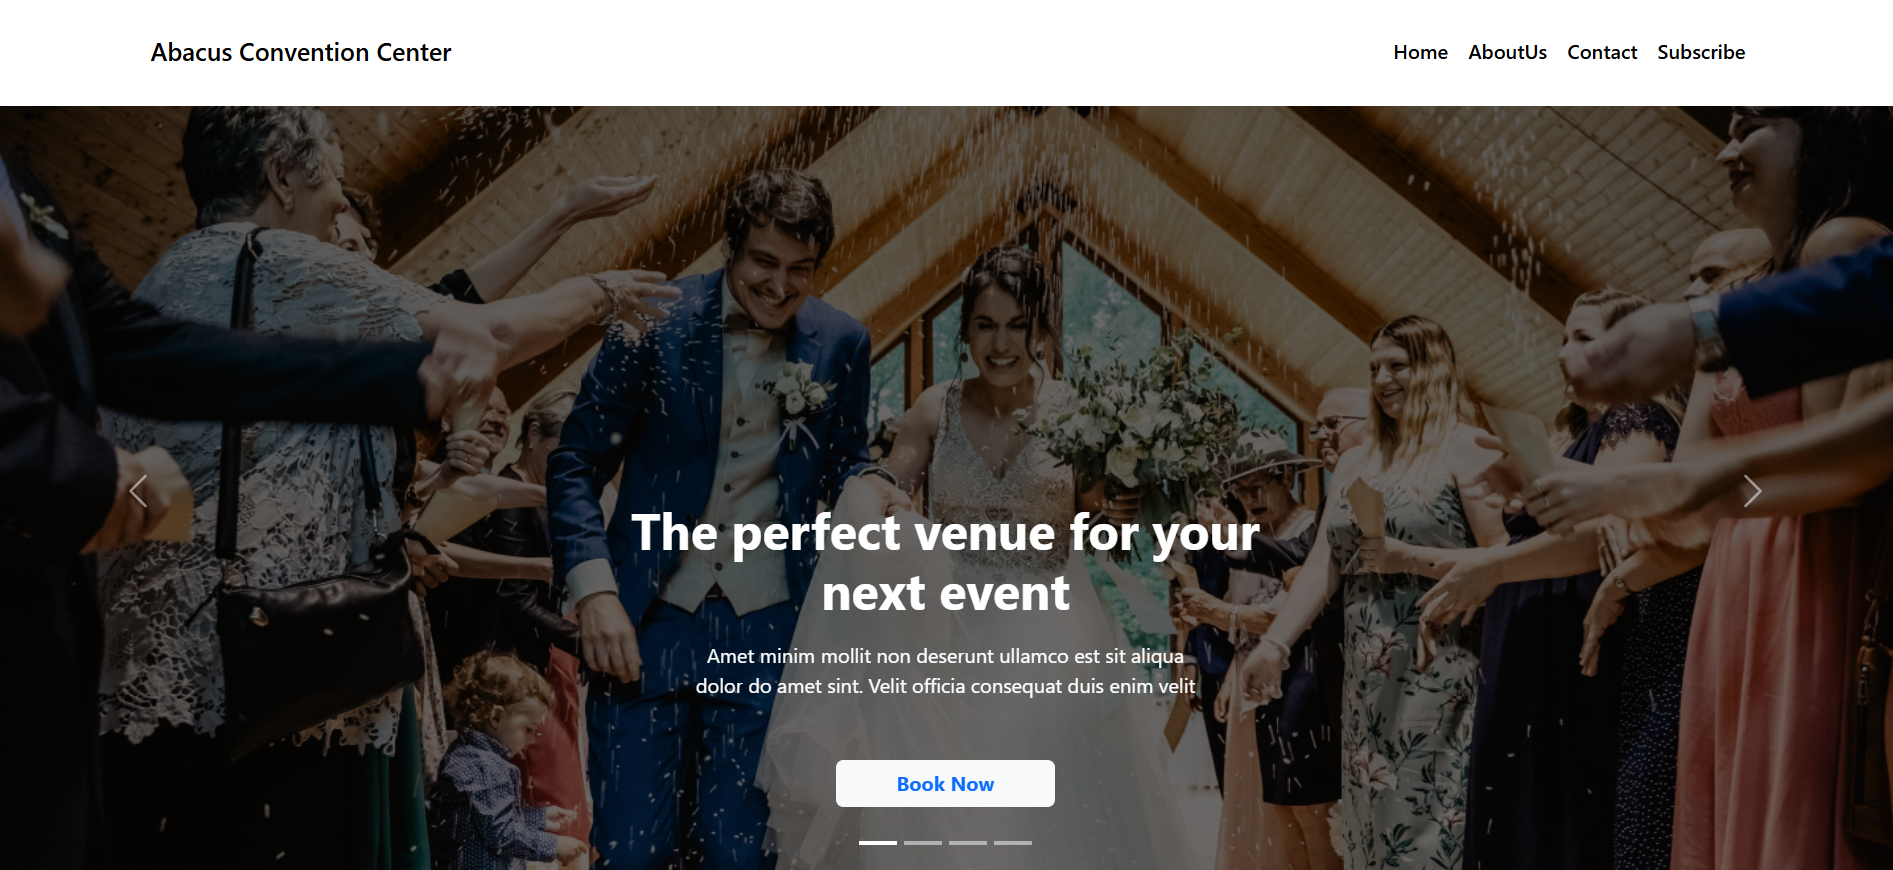 Abacus Convention Center
Home AboutUs Contact Subscribe
The perfect venue for your
next event
Amet minim mollit non deserunt ullamco est sit aliqua
dolor do amet sint. Velit officia consequat duis enim velit
Book Now